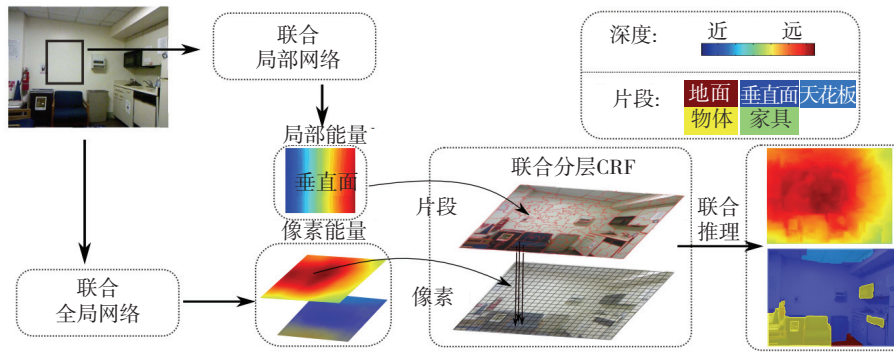 联合
局部网络
深度:
近
远
片段:
地面
垂直面
天花板
物体
家具
局部能量
垂直面
像素能量
联合分层CRF
片段
像素
联合
推理
联合
全局网络